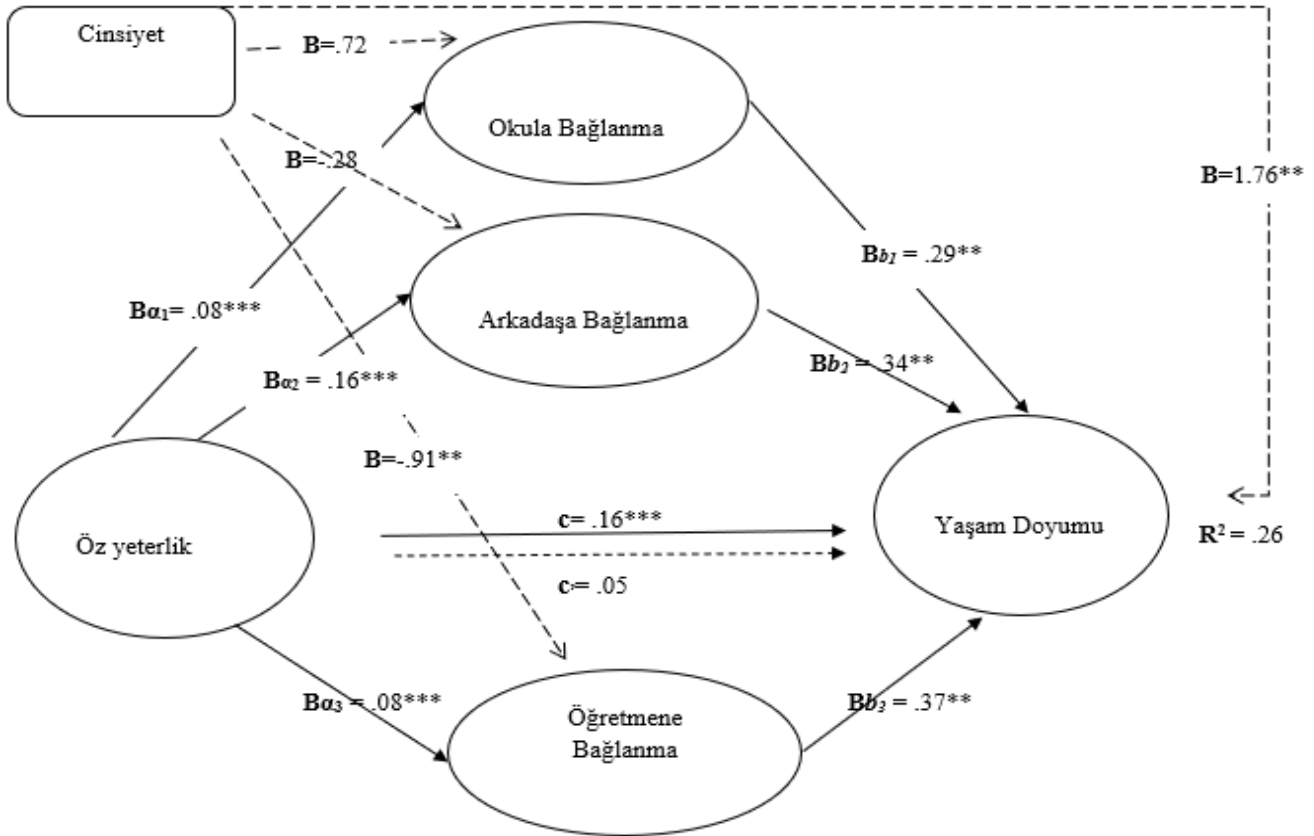 Cinsiyet
B=.72
Okula Bağlanma
B=-.28
B=1.76**
Bb1 = .29**
Bα1= .08***
Arkadaşa Bağlanma
Bα2 = .16***
Bb2 = .34**
B=-.91**
c= .16***
Öz yeterlik
Yaşam Doyumu
R² = .26
c'= .05
Bα3 = .08***
Öğretmene
Bağlanma
Bb3 = .37**